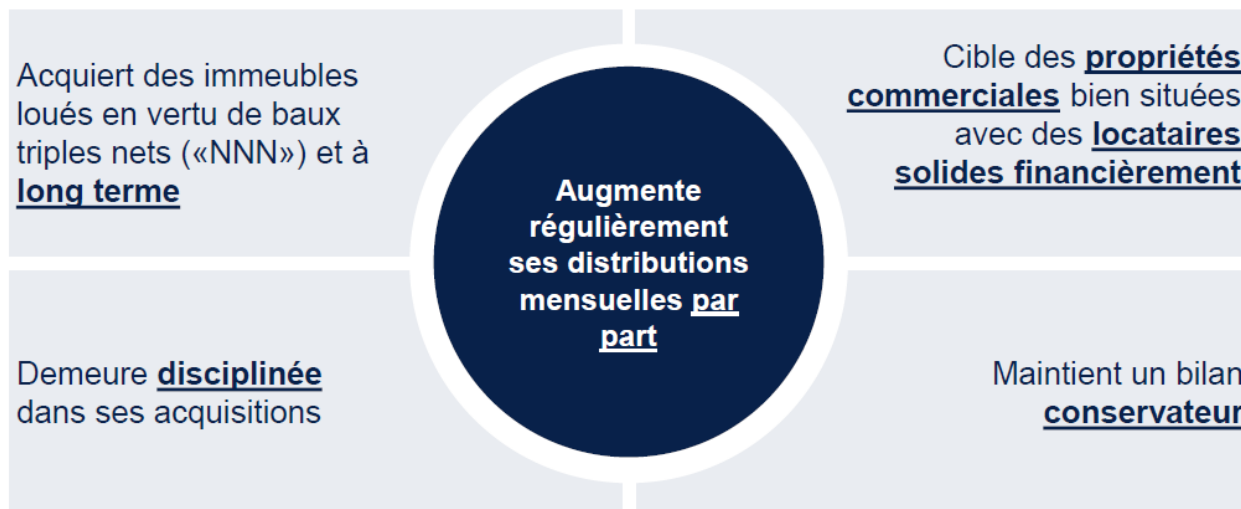 Acquiert des immeubles
loués en vertu de baux
triples nets («NNN») et à
long terme
Cible des propriétés
commerciales bien situées
avec des locataires
solides financièrement
Augmente
régulièrement
ses distributions
mensuelles par
part
Demeure disciplinée
dans ses acquisitions
Maintient un bilan
conservateur